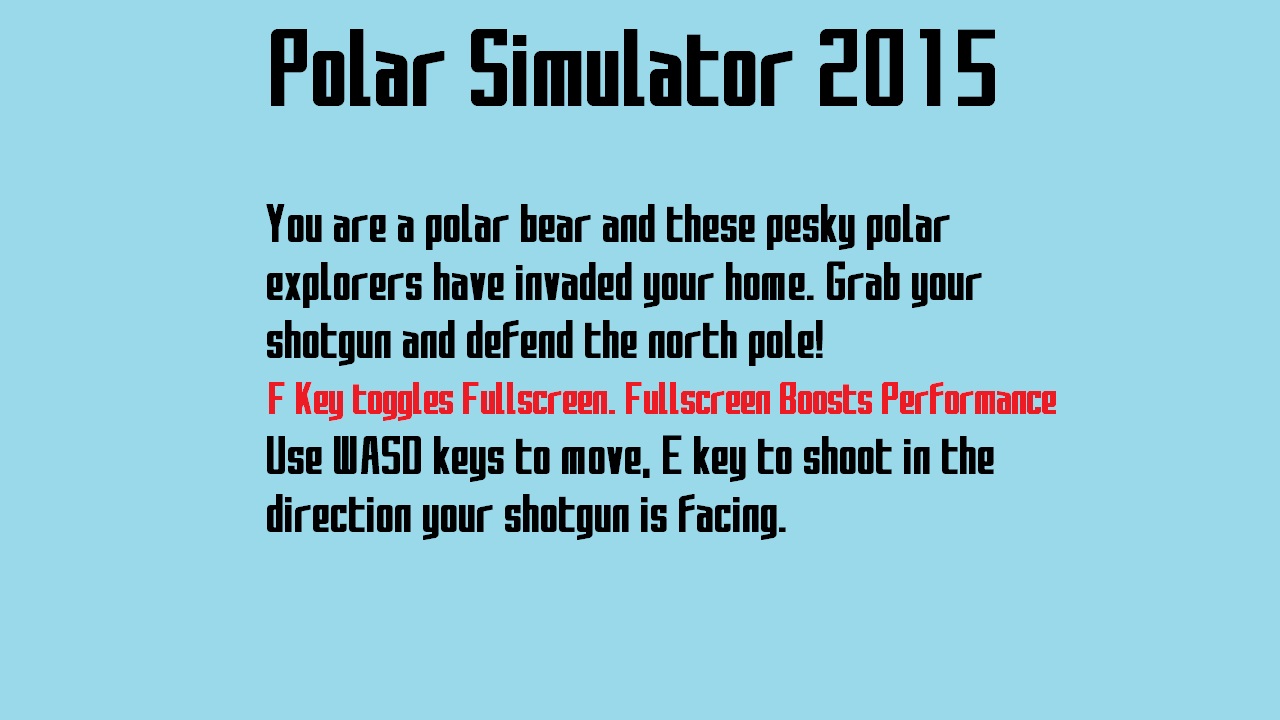 Polar Simulator 2015
You are a polar bear and these pesky polar
explorers have invaded your home. Grab your
shotgun and defend the north pole!
F Key toggles Fullscreen. Fullscreen Boosts Performance
Use WASD keys to move, E key to shoot in the
direction your shotgun is facing.